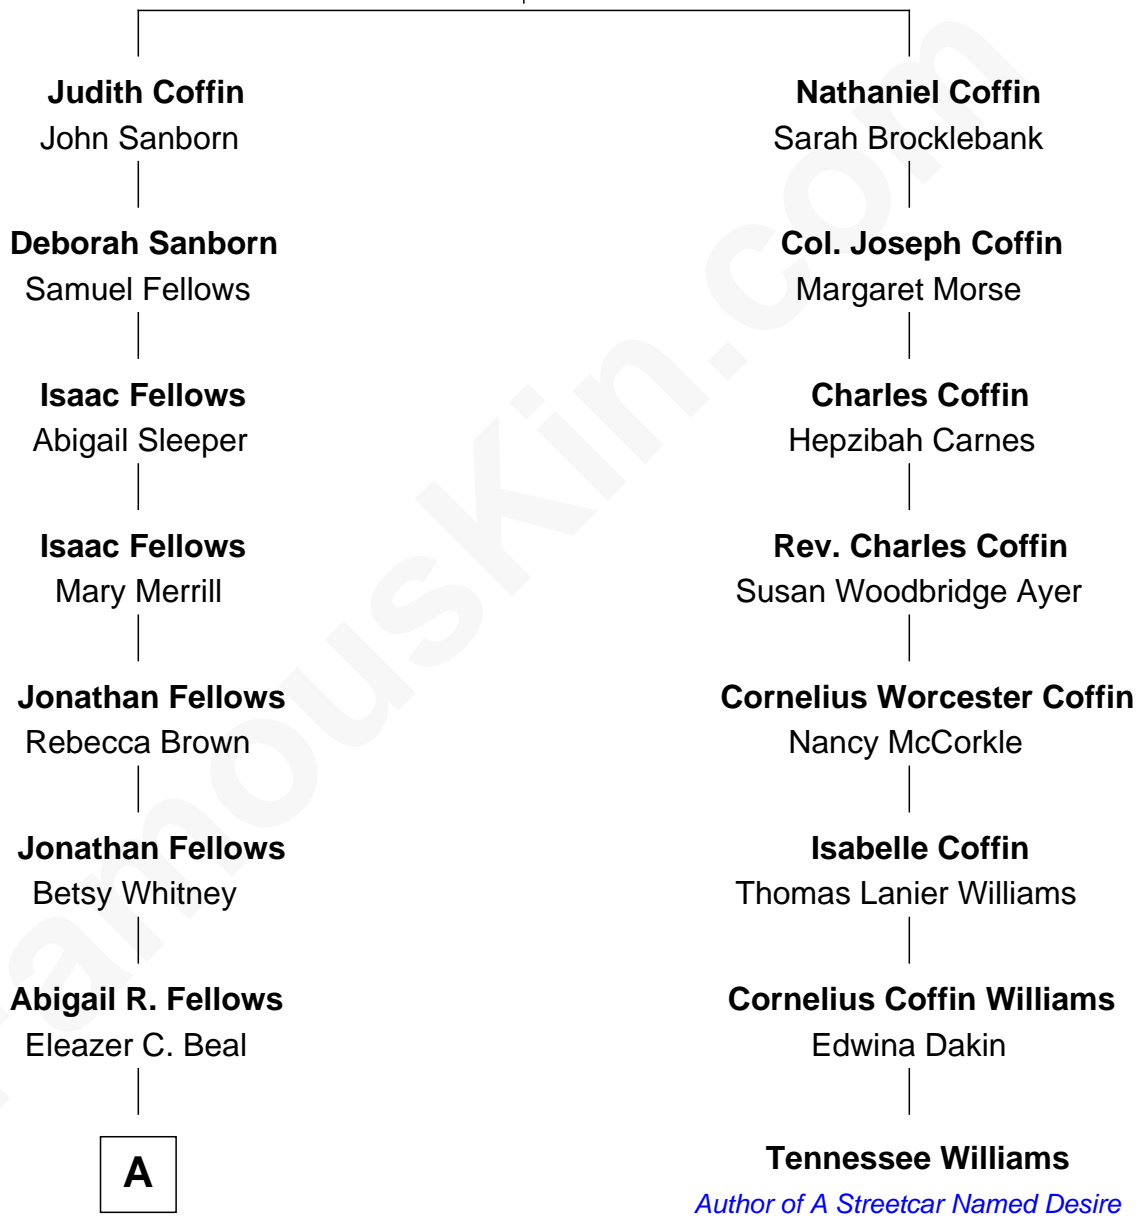 Judith Coffin
John Sanborn
Nathaniel Coffin
Sarah Brocklebank
Deborah Sanborn
Samuel Fellows
Col. Joseph Coffin
Margaret Morse
Isaac Fellows
Abigail Sleeper
Charles Coffin
Hepzibah Carnes
Isaac Fellows
Mary Merrill
Rev. Charles Coffin
Susan Woodbridge Ayer
Jonathan Fellows
Rebecca Brown
Cornelius Worcester Coffin
Nancy McCorkle
Jonathan Fellows
Betsy Whitney
Isabelle Coffin
Thomas Lanier Williams
Abigail R. Fellows
Eleazer C. Beal
Cornelius Coffin Williams
Edwina Dakin
A
Tennessee Williams
Author of A Streetcar Named Desire
FamousKin.com